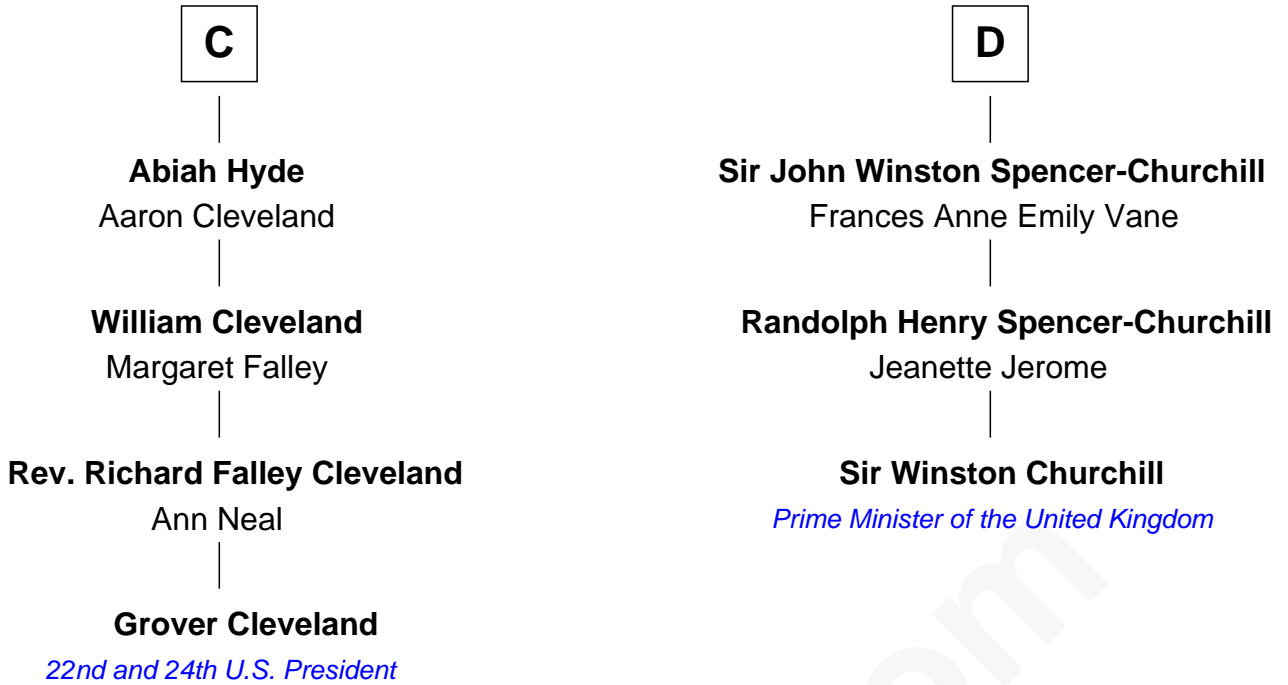 C
Abiah Hyde
Aaron Cleveland
William Cleveland
Margaret Falley
Rev. Richard Falley Cleveland
Ann Neal
Grover Cleveland
22nd and 24th U.S. President
D
Sir John Winston Spencer-Churchill
Frances Anne Emily Vane
Randolph Henry Spencer-Churchill
Jeanette Jerome
Sir Winston Churchill
Prime Minister of the United Kingdom
om